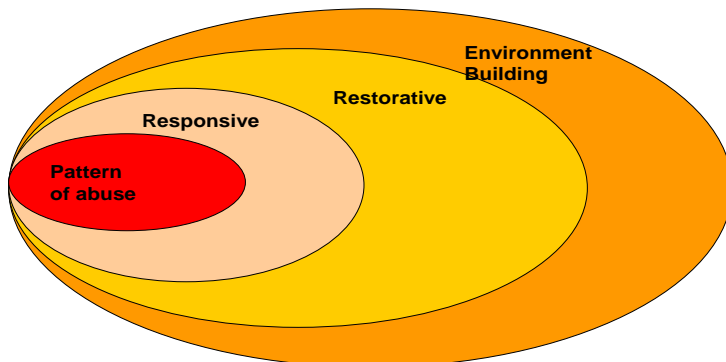 Environment
Building
Restorative
Responsive
Pattern
of abuse